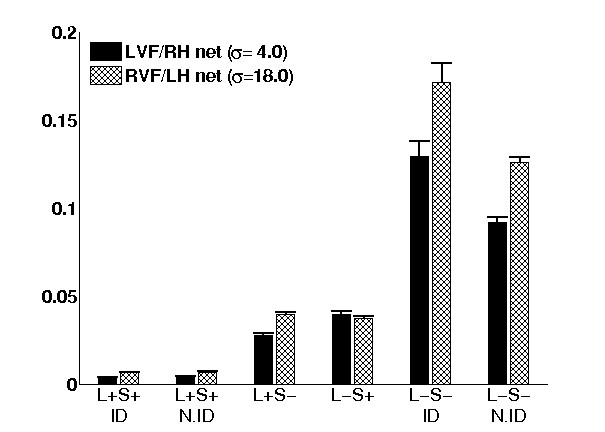 0.2
LVF/RH net (σ= 4.0)
RVF/LH net (σ=18.0)
0.15
0.1
0.05
0
L+S+ L+S+ L+S− L−S+ L−S− L−S−
ID N.ID ID N.ID